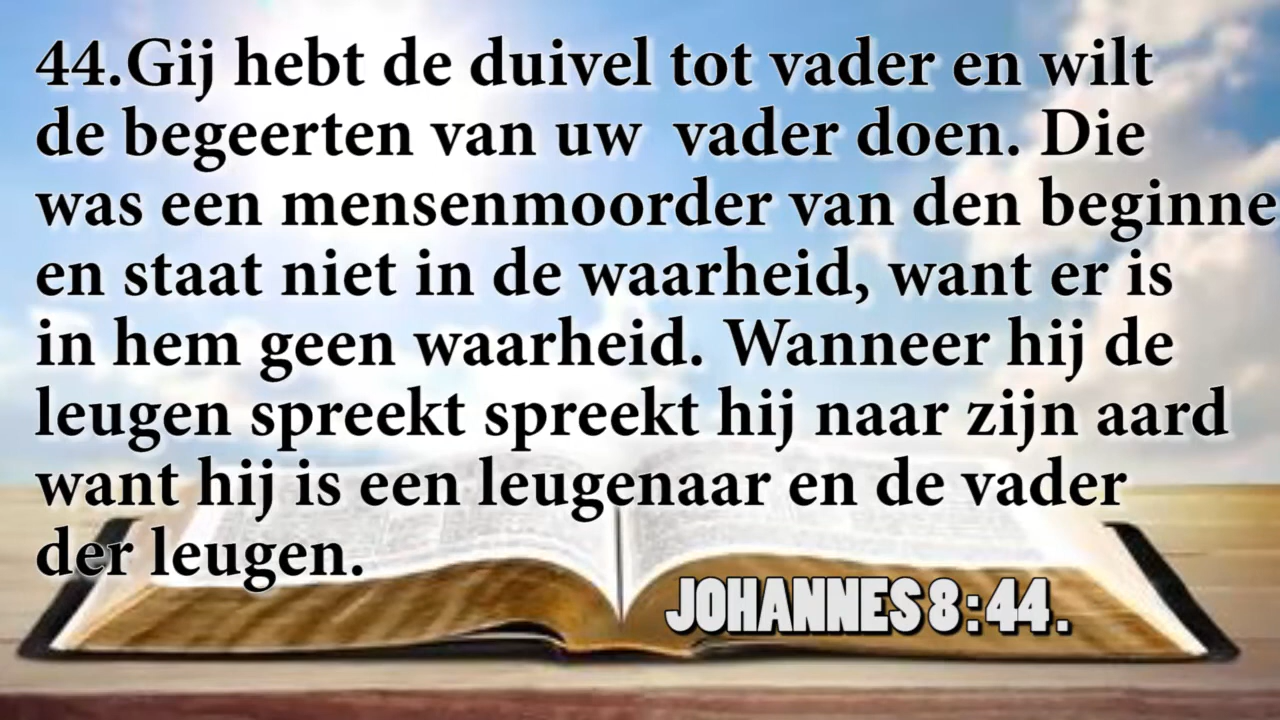 44.Gij hebt de duivel tot vader en wilt
de begeerten van uw  vader doen. Die
was een mensenmoorder van den beginne
en staat niet in de waarheid, want er is
in hem geen waarheid. Wanneer hij de
leugen spreekt spreekt hij naar zijn aard
want hij is een leugenaar en de vader
der leugen.
JOHANNES 8:44.